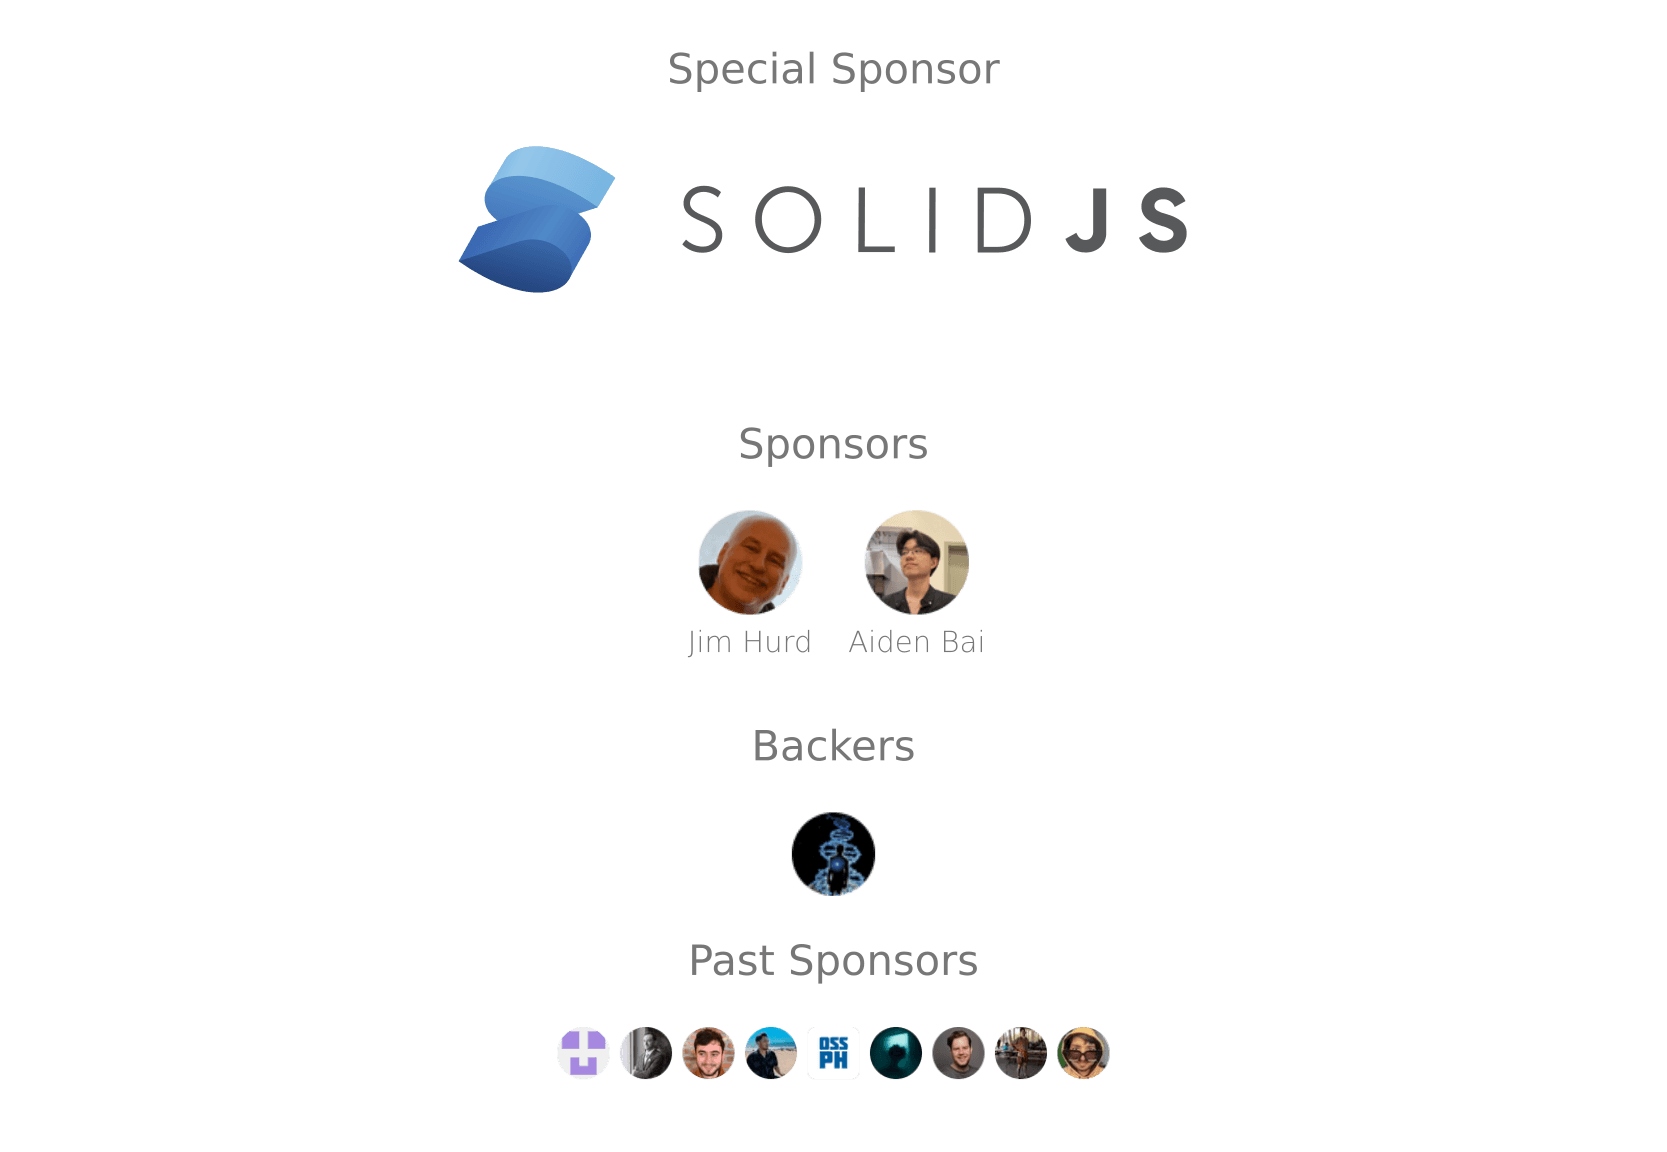 Special Sponsor
SOLIDJS
Sponsors
Jim Hurd
Aiden Bai
Backers
Past Sponsors
OSS
PH